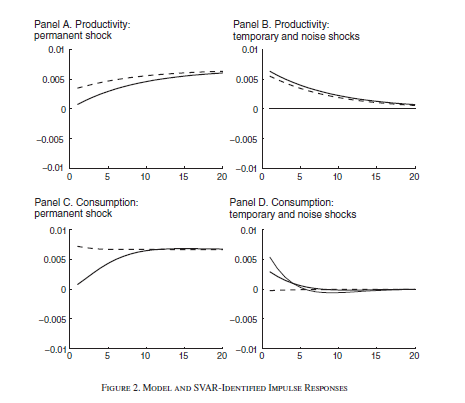 Panel A. Productivity:
permanent shock
0.01
0.005
0
−0.005
−0.01
0 5 10 15 20
Panel B. Productivity:
temporary and noise shocks
0.01
0.005
0
−0.005
−0.01
0 5 10 15 20
Panel C. Consumption:
permanent shock
0.01
0.005
0
−0.005
−0.01
0 5 10 15 20
Panel D. Consumption:
temporary and noise shocks
0.01
0.005
0
−0.005
−0.01
0 5 10 15 20
Figure 2. Model and SVAR-Identified Impulse Responses